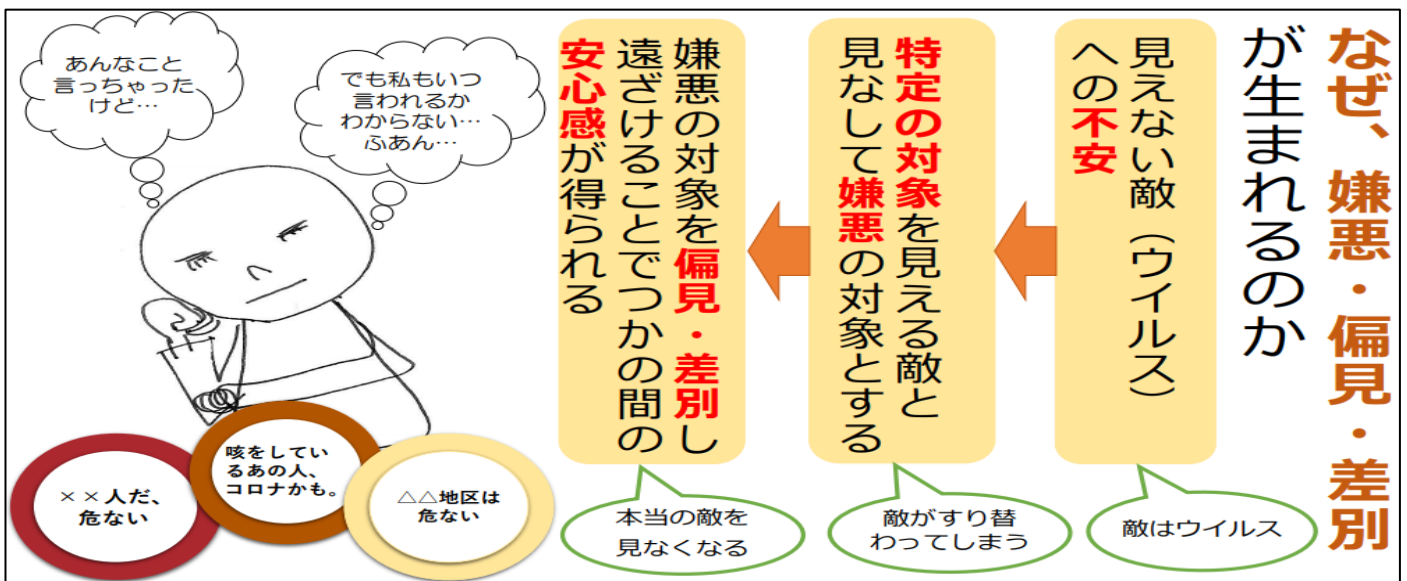 なぜ、嫌悪・偏見・差別
が生まれるのか
見えない敵（ウイルス）
への不安
敵はウイルス
特定の対象を見える敵と
見なして嫌悪の対象とする
敵がすり替
わってしまう
嫌悪の対象を偏見・差別し
遠ざけることでつかの間の
安心感が得られる
本当の敵を
見なくなる
あんなこと
言っちゃった
けど…
でも私もいつ
言われるか
わからない…
ふあん…
××人だ、
危ない
咳をしてい
るあの人、
コロナかも。
△△地区は
危ない